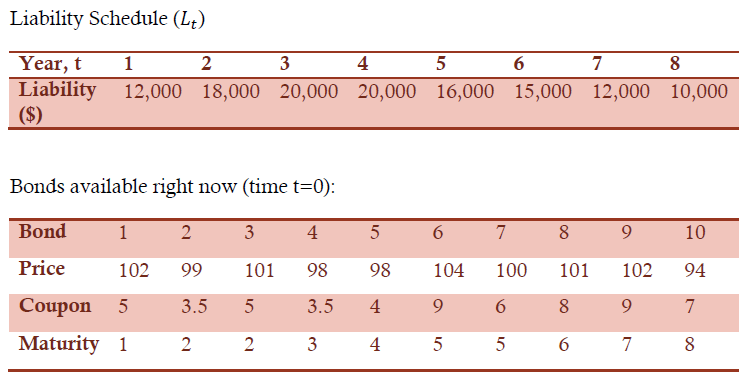 Liability Schedule (Lt)
Year, t 1 2 3 4 5 6 7 8
Liability ($) 12,000 18,000 20,000 20,000 16,000 15,000 12,000 10,000
Bonds available right now (time t=0):
Bond 1 2 3 4 5 6 7 8 9 10
Price 102 99 101 98 98 104 100 101 102 94
Coupon 5 3.5 5 3.5 4 9 6 8 9 7
Maturity 1 2 2 3 4 5 5 6 7 8